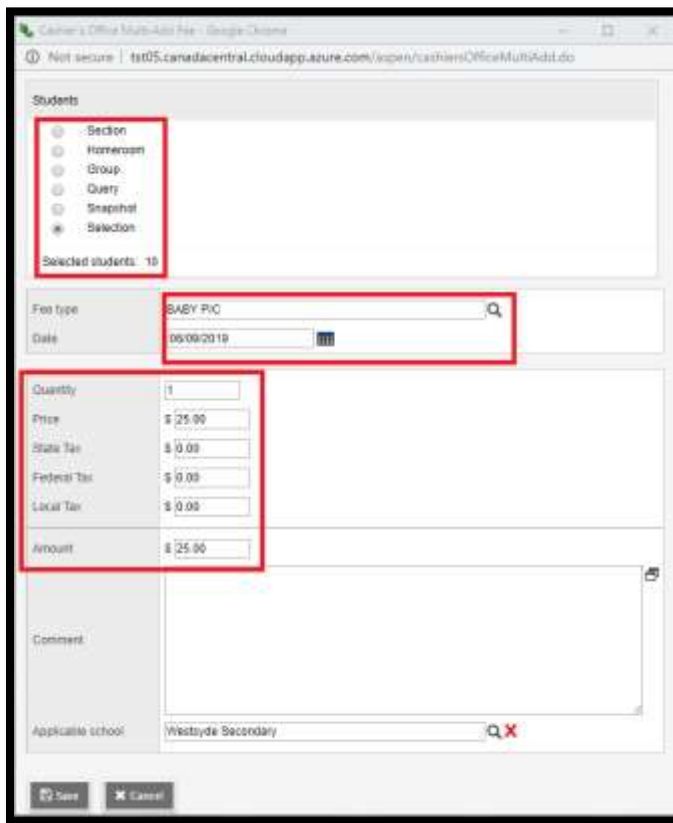 Cashier's Office Multi-Add Fee - Google Chrome
Not secure | tst05.canadacentral.cloudapp.azure.com/aspen/cashiersOfficeMultiAdd.do
Students
Section
Homeroom
Group
Query
Snapshot
Selection
Selected students: 10
Fee type BABY PIC
Date 06/09/2019
Quantity 1
Price $ 25.00
State Tax $ 0.00
Federal Tax $ 0.00
Local Tax $ 0.00
Amount $ 25.00
Comment
Applicable school Westsyde Secondary
Save Cancel